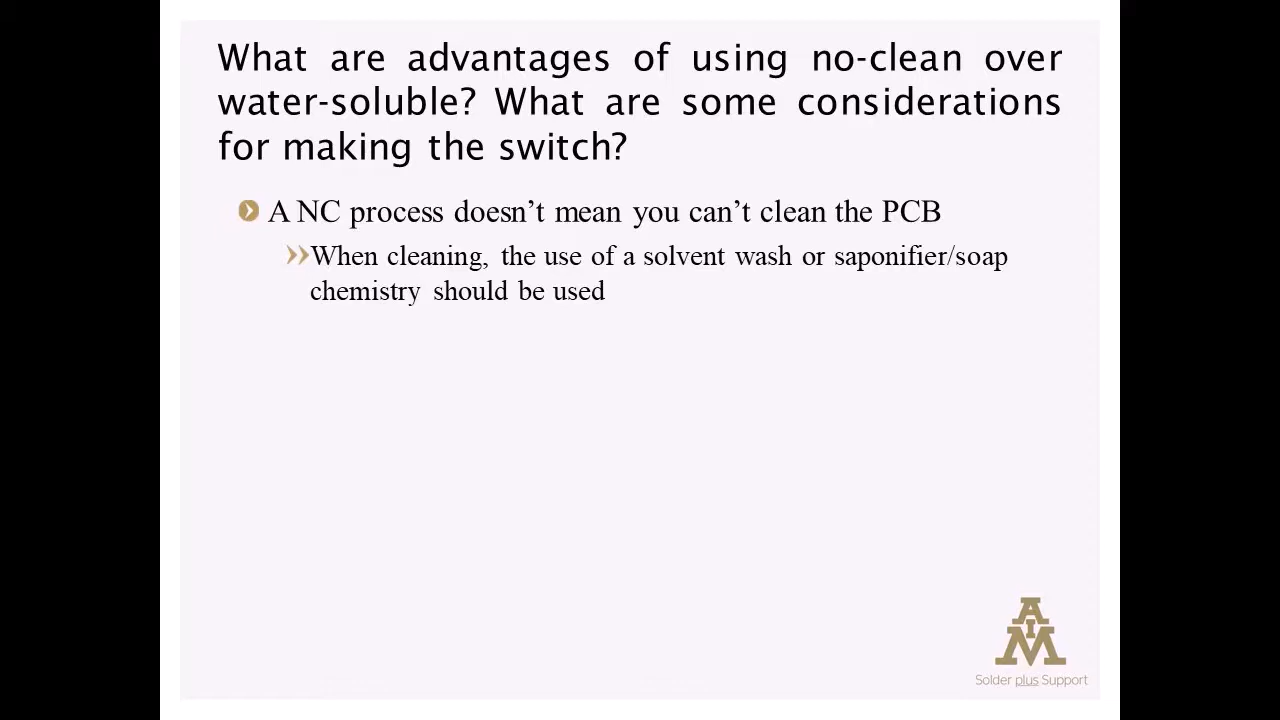 What are advantages of using no-clean over
water-soluble? What are some considerations
for making the switch?
A NC process doesn’t mean you can’t clean the PCB
When cleaning, the use of a solvent wash or saponifier/soap
chemistry should be used
AIM
Solder plus Support